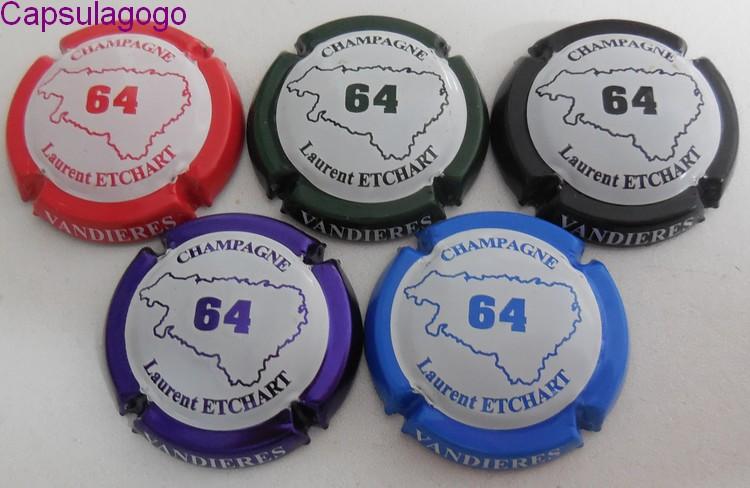 Capsulagogo
CHAMPAGNE
64
Laurent ETCHART
VANDIERES
CHAMPAGNE
64
Laurent ETCHART
VANDIERES
CHAMPAGNE
64
Laurent ETCHART
VANDIERES
CHAMPAGNE
64
Laurent ETCHART
VANDIERES
CHAMPAGNE
64
Laurent ETCHART
VANDIERES